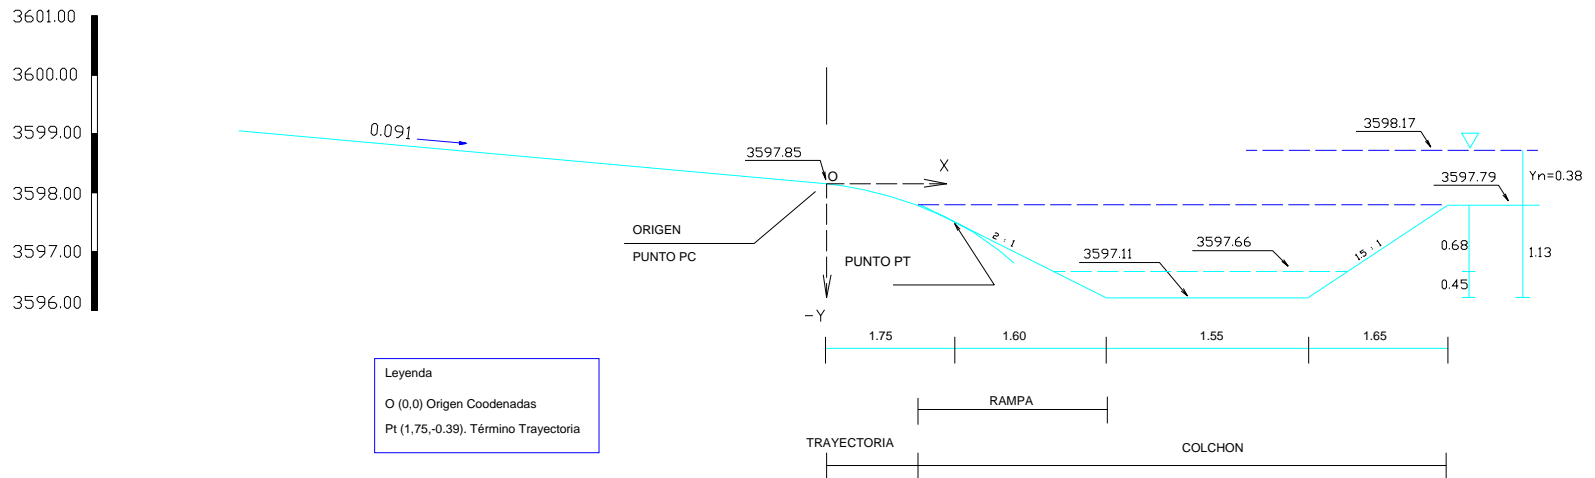 3601.00
3600.00
3599.00
3598.00
3597.00
3596.00
0.091
3597.85
O
X
-Y
ORIGEN
PUNTO PC
PUNTO PT
2 : 1
3597.11
3597.66
1.5 : 1
3598.17
3597.79
Yn=0.38
0.68
0.45
1.13
1.75
1.60
1.55
1.65
RAMPA
TRAYECTORIA
COLCHON
Leyenda
O (0,0) Origen Coodenadas
Pt (1,75,-0.39). Término Trayectoria